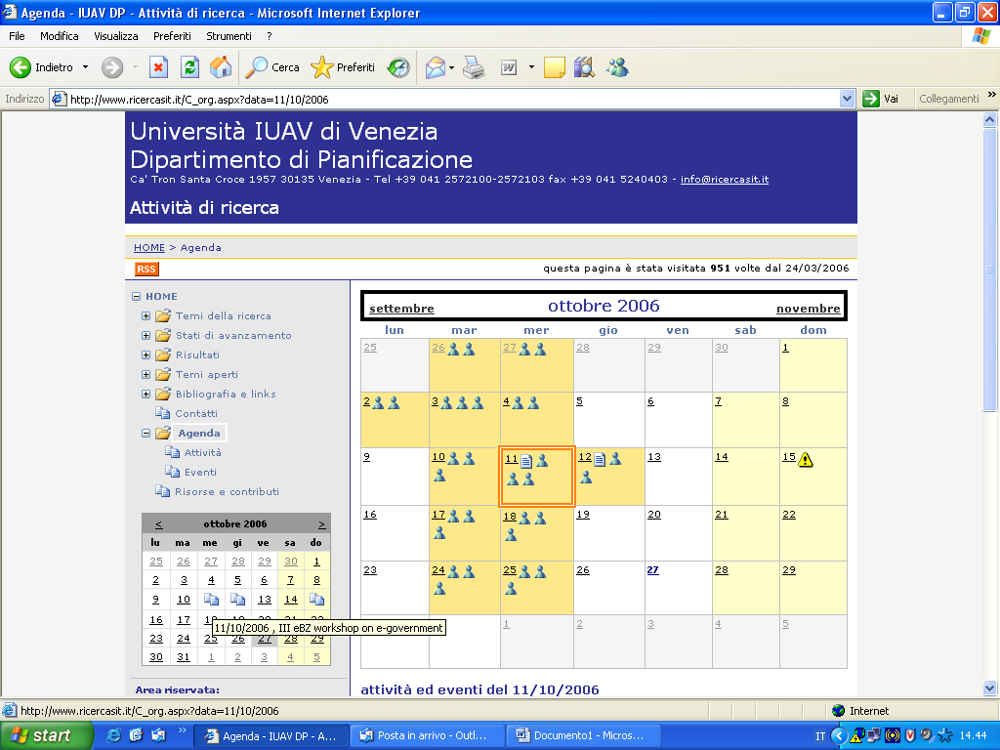 Agenda - IUAV DP - Attività di ricerca - Microsoft Internet Explorer
File Modifica Visualizza Preferiti Strumenti ?
Indietro Cerca Preferiti
Indirizzo http://www.ricercasit.it/C_org.aspx?data=11/10/2006 Vai Collegamenti »
Università IUAV di Venezia
Dipartimento di Pianificazione
Ca' Tron Santa Croce 1957 30135 Venezia - Tel +39 041 2572100-2572103 fax +39 041 5240403 - info@ricercasit.it
Attività di ricerca
HOME > Agenda
RSS questa pagina è stata visitata 951 volte dal 24/03/2006
HOME
Temi della ricerca
Stati di avanzamento
Risultati
Temi aperti
Bibliografia e links
Contatti
Agenda
Attività
Eventi
Risorse e contributi
< ottobre 2006 >
lu ma me gi ve sa do
25 26 27 28 29 30 1
2 3 4 5 6 7 8
9 10 13 14
16 17
11/10/2006 , III eBZ workshop on e-government
23 24 25 26 27 28 29
30 31 1 2 3 4 5
Area riservata:
settembre ottobre 2006 novembre
lun mar mer gio ven sab dom
25 26 27 28 29 30 1
2 3 4 5 6 7 8
9 10 11 12 13 14 15
16 17 18 19 20 21 22
23 24 25 26 27 28 29
1 2 3 4 5
attività ed eventi del 11/10/2006
http://www.ricercasit.it/C_org.aspx?data=11/10/2006 Internet
start » Agenda - IUAV DP - A... Posta in arrivo - Outl... Documento1 - Micros... IT 14.44